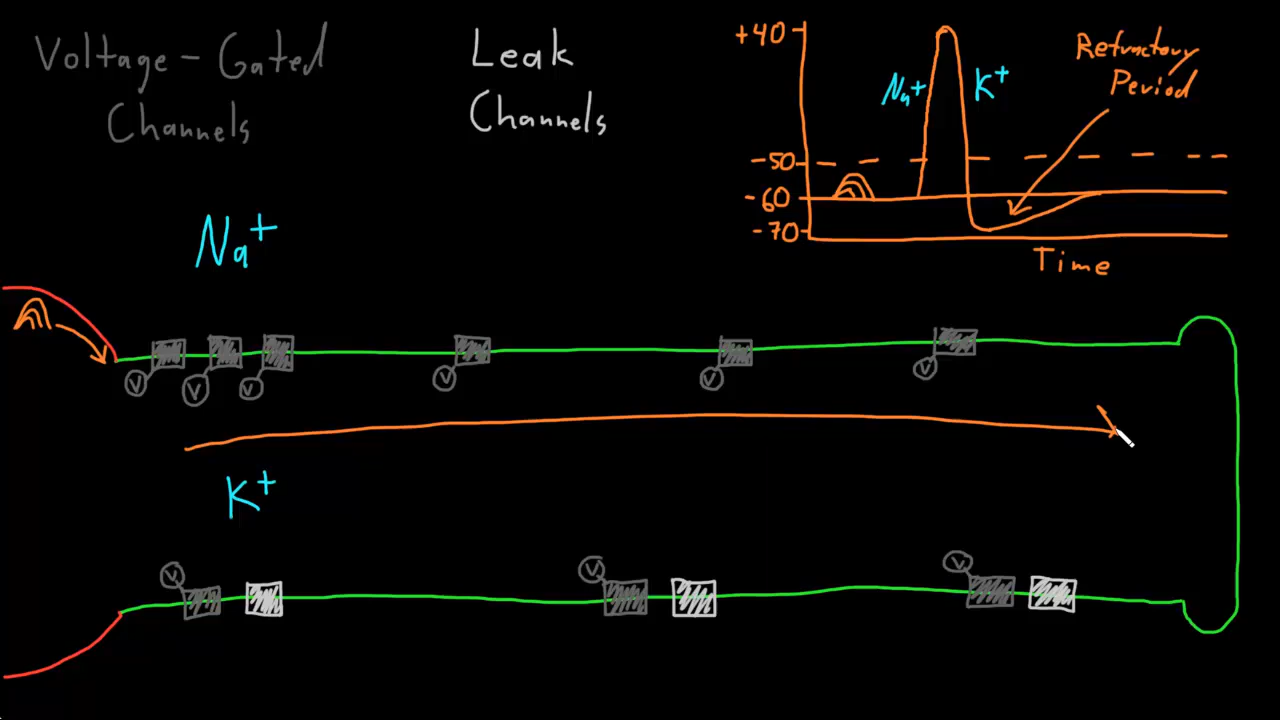 Voltage-Gated
Channels
Leak
Channels
+40
-50
-60
-70
Na+
K+
Refractory
Period
Time
Na+
V
V
V
V
V
V
K+
V
V
V